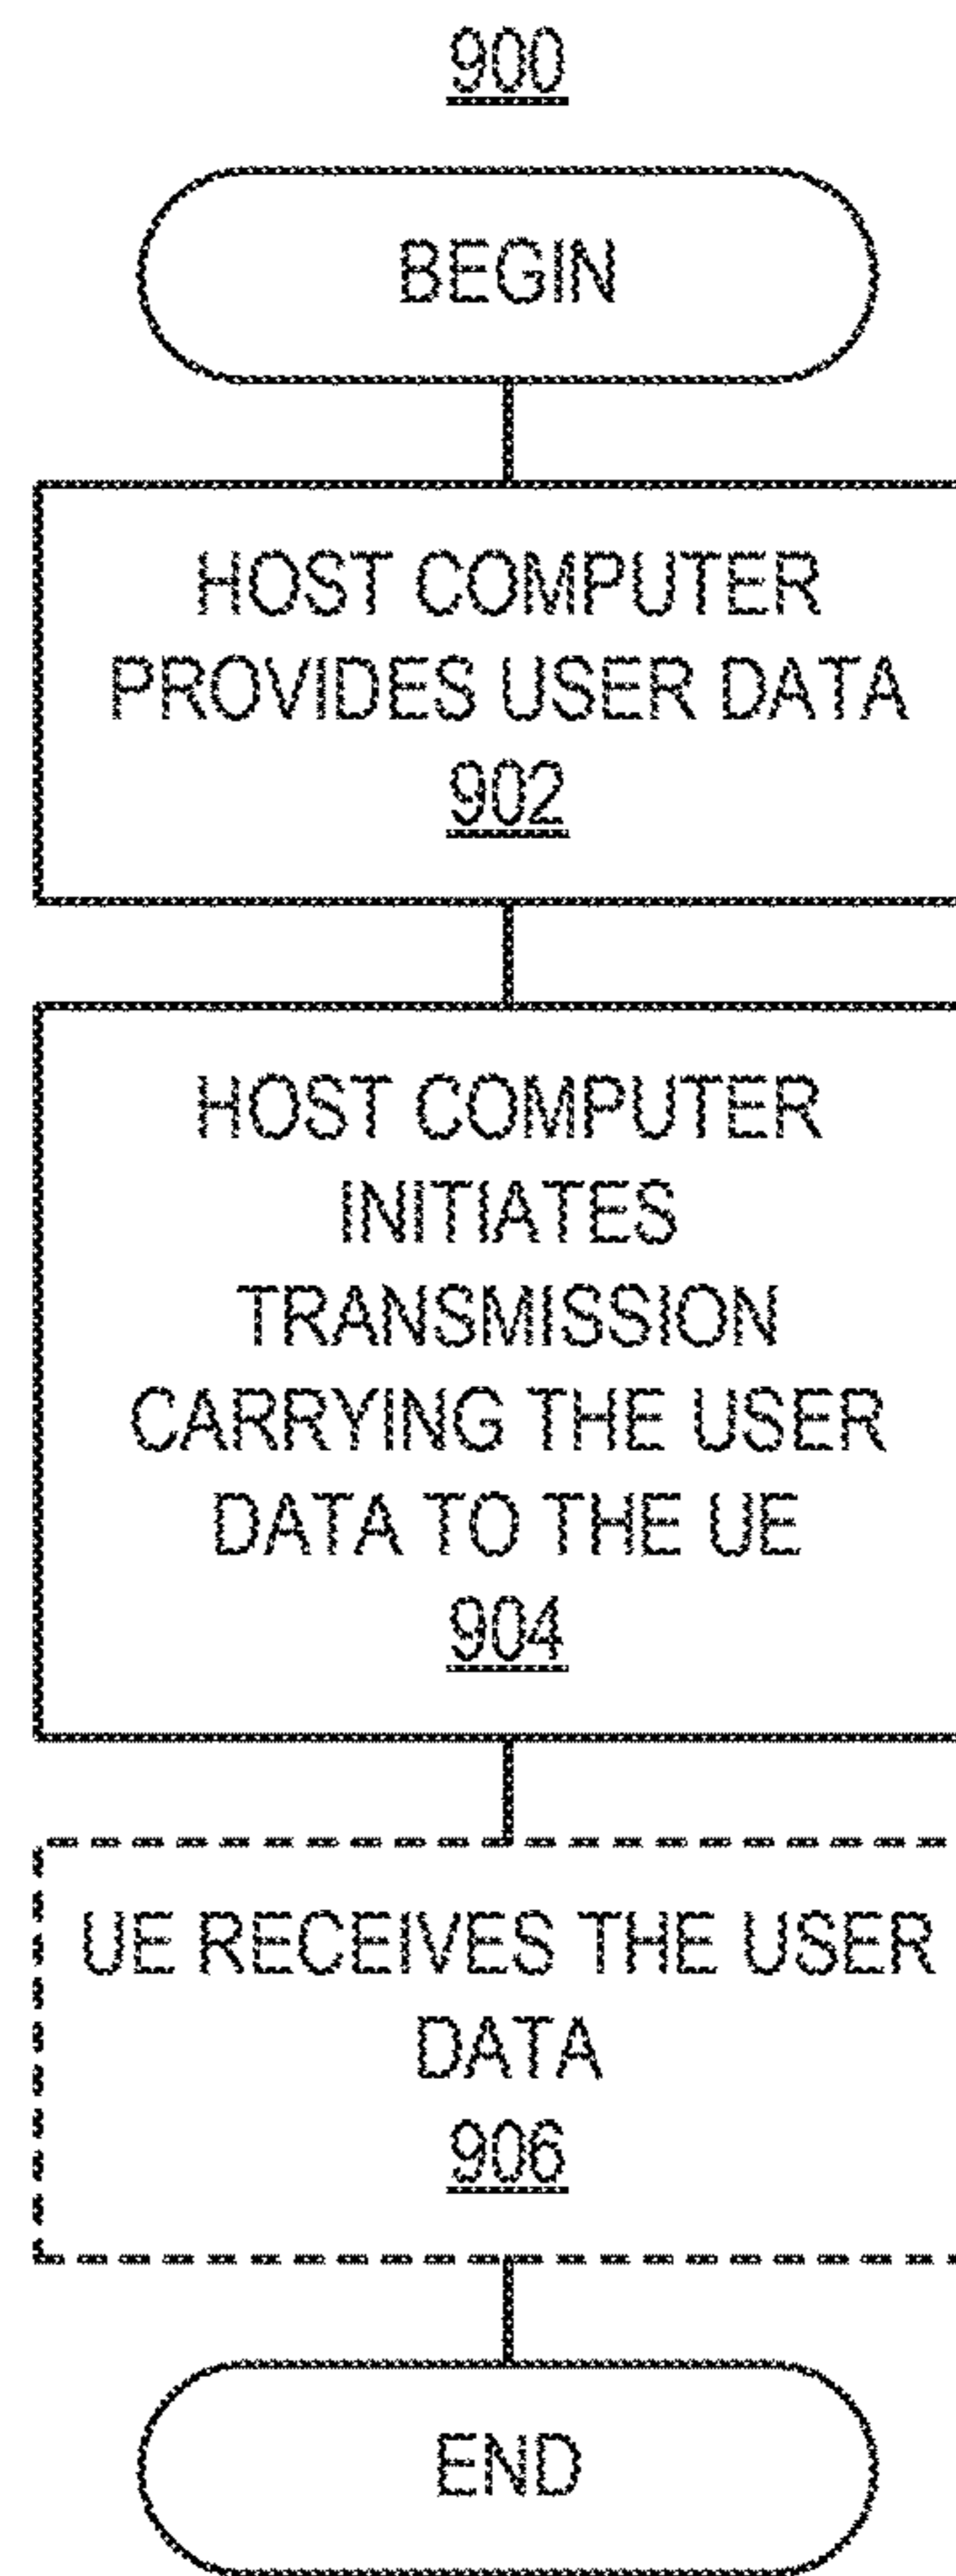 900
BEGIN
HOST COMPUTER
PROVIDES USER DATA
902
HOST COMPUTER
INITIATES
TRANSMISSION
CARRYING THE USER
DATA TO THE UE
904
UE RECEIVES THE USER
DATA
906
END